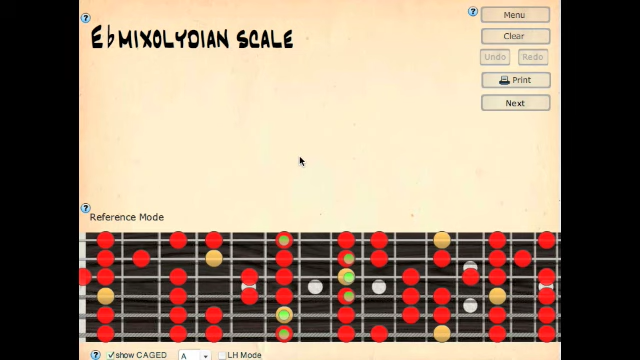 ?
E♭ MIXOLYDIAN SCALE
?
Menu
Clear
Undo Redo
Print
Next
?
Reference Mode
? ✓ show CAGED A LH Mode